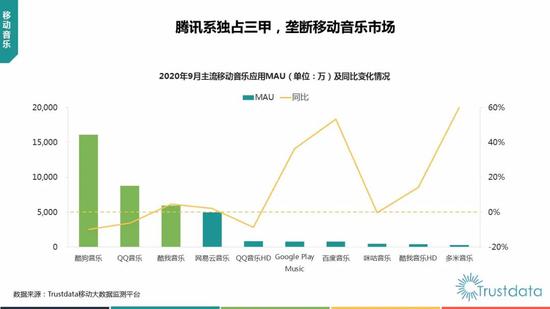 移动音乐
腾讯系独占三甲，垄断移动音乐市场
2020年9月主流移动音乐应用MAU（单位：万）及同比变化情况
MAU 同比
20,000 60%
15,000 40%
10,000 20%
5,000 0%
0 -20%
酷狗音乐 QQ音乐 酷我音乐 网易云音乐 QQ音乐HD Google Play Music 百度音乐 咪咕音乐 酷我音乐HD 多米音乐
数据来源：Trustdata移动大数据监测平台
Trustdata